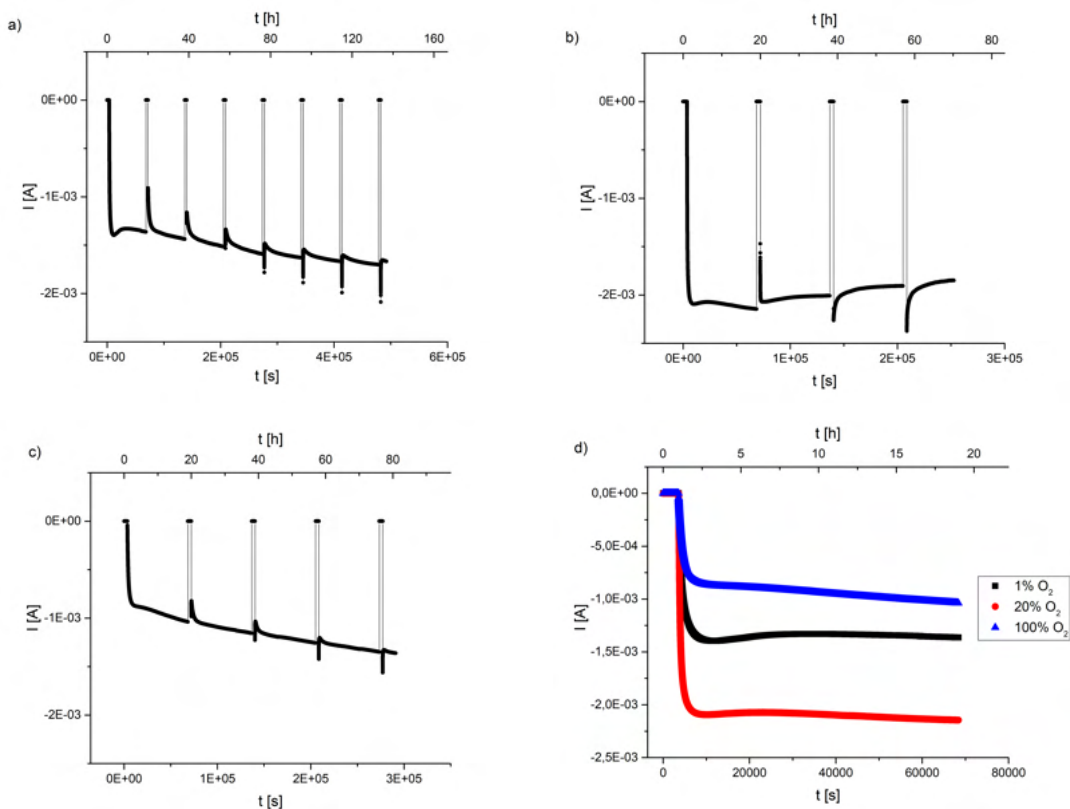 a)
t [h]
0 40 80 120 160
0E+00
-1E-03
-2E-03
I [A]
0E+00 2E+05 4E+05 6E+05
t [s]
b)
t [h]
0 20 40 60 80
0E+00
-1E-03
-2E-03
I [A]
0E+00 1E+05 2E+05 3E+05
t [s]
c)
t [h]
0 20 40 60 80
0E+00
-1E-03
-2E-03
I [A]
0E+00 1E+05 2E+05 3E+05
t [s]
d)
t [h]
0 5 10 15 20
0,0E+00
-5,0E-04
-1,0E-03
-1,5E-03
-2,0E-03
-2,5E-03
I [A]
0 20000 40000 60000 80000
t [s]
1% O₂
20% O₂
100% O₂